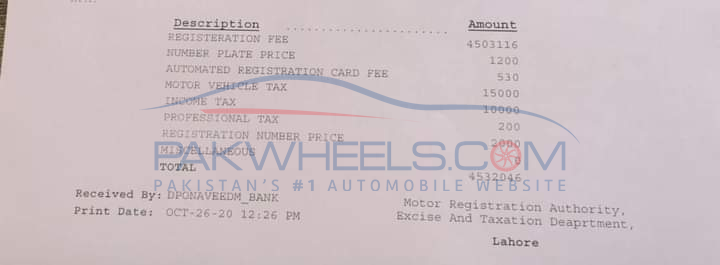 Description ........................ Amount
REGISTERATION FEE 4503116
NUMBER PLATE PRICE 1200
AUTOMATED REGISTRATION CARD FEE 530
MOTOR VEHICLE TAX 15000
INCOME TAX 10000
PROFESSIONAL TAX 200
REGISTRATION NUMBER PRICE 2000
MISCELLANEOUS 0
TOTAL 4532046
PAKWHEELS.COM
PAKISTAN'S #1 AUTOMOBILE WEBSITE
Received By: DPONAVEEDM_BANK
Print Date: OCT-26-20 12:26 PM
Motor Registration Authority,
Excise And Taxation Deaprtment,
Lahore